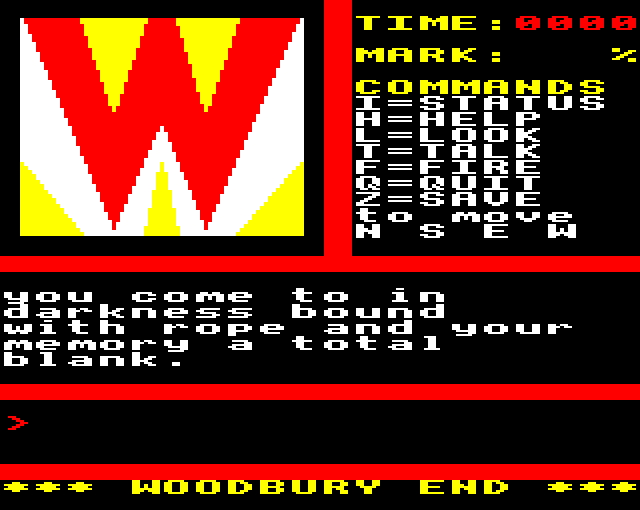 W
TIME:0000
MARK: %
COMMANDS
I=STATUS
H=HELP
L=LOOK
T=TALK
F=FIRE
Q=QUIT
Z=SAVE
to move
N S E W
you come to in
darkness bound
with rope and your
memory a total
blank.
>
*** WOODBURY END ***